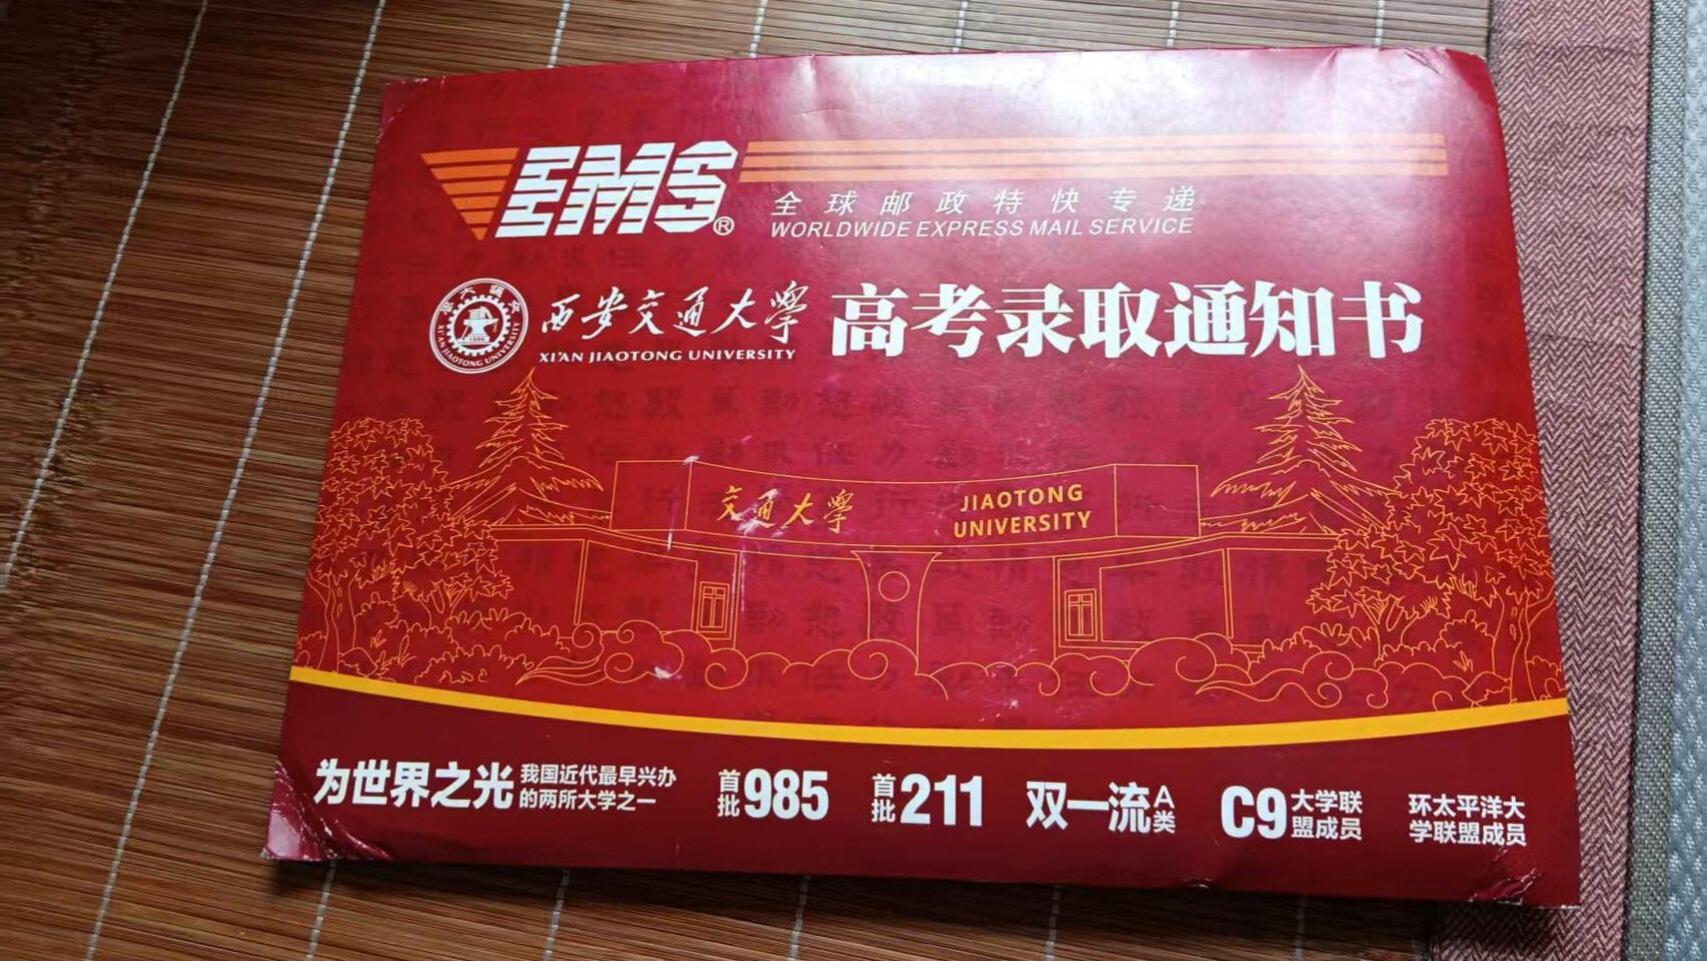 EMS®
全球邮政特快专递
WORLDWIDE EXPRESS MAIL SERVICE
西安交通大学
XI'AN JIAOTONG UNIVERSITY
高考录取通知书
交通大學
JIAOTONG
UNIVERSITY
为世界之光
我国近代最早兴办
的两所大学之一
首批985
首批211
双一流A类
C9大学联
盟成员
环太平洋大
学联盟成员